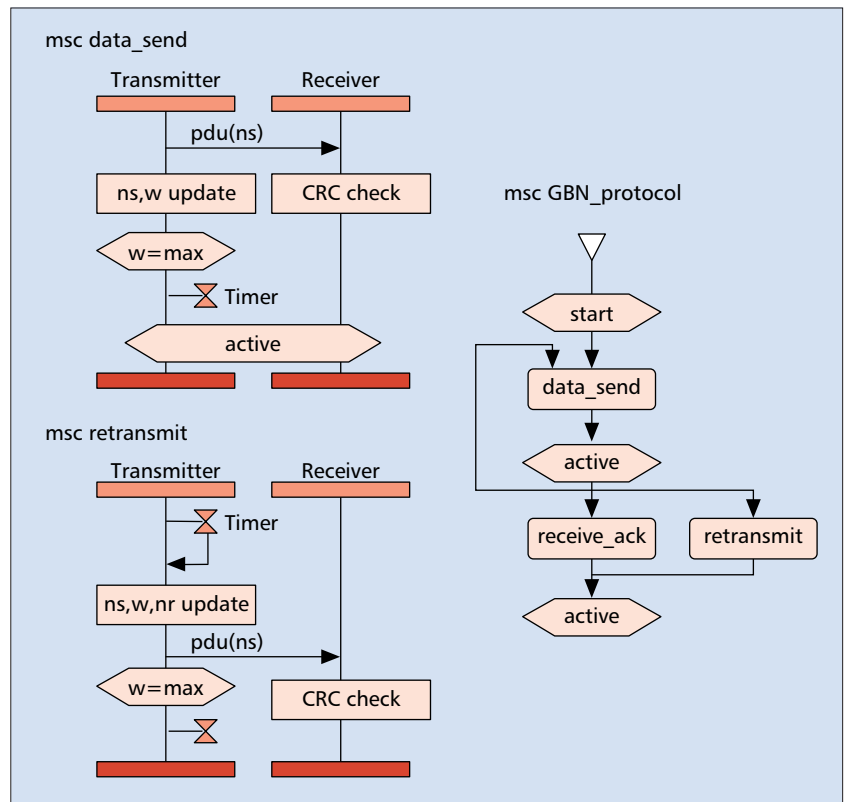 msc data_send
Transmitter Receiver
pdu(ns)
ns,w update CRC check
w=max
Timer
active
msc retransmit
Transmitter Receiver
Timer
ns,w,nr update
pdu(ns)
w=max
CRC check
msc GBN_protocol
start
data_send
active
receive_ack retransmit
active